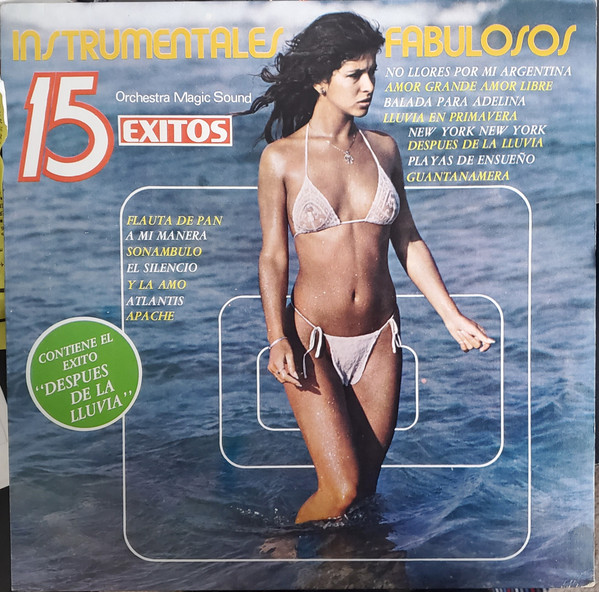 INSTRUMENTALES FABULOSOS
15
Orchestra Magic Sound
EXITOS
NO LLORES POR MI ARGENTINA
AMOR GRANDE AMOR LIBRE
BALADA PARA ADELINA
LLUVIA EN PRIMAVERA
NEW YORK NEW YORK
DESPUES DE LA LLUVIA
PLAYAS DE ENSUEÑO
GUANTANAMERA
FLAUTA DE PAN
A MI MANERA
SONAMBULO
EL SILENCIO
Y LA AMO
ATLANTIS
APACHE
CONTIENE EL
EXITO
"DESPUES
DE LA
LLUVIA"